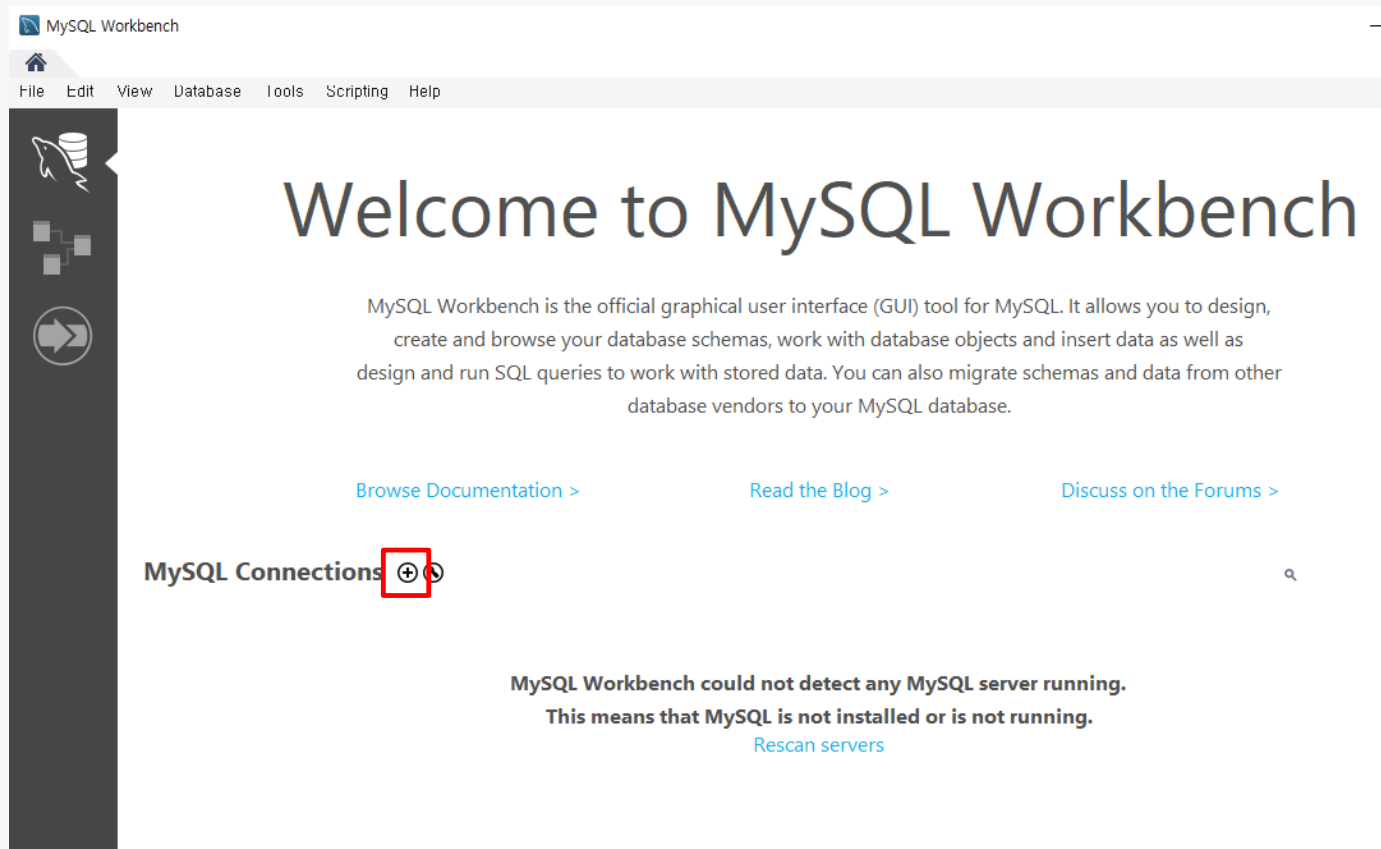 MySQL Workbench
File Edit View Database Tools Scripting Help
Welcome to MySQL Workbench
MySQL Workbench is the official graphical user interface (GUI) tool for MySQL. It allows you to design,
create and browse your database schemas, work with database objects and insert data as well as
design and run SQL queries to work with stored data. You can also migrate schemas and data from other
database vendors to your MySQL database.
Browse Documentation > Read the Blog > Discuss on the Forums >
MySQL Connections
MySQL Workbench could not detect any MySQL server running.
This means that MySQL is not installed or is not running.
Rescan servers